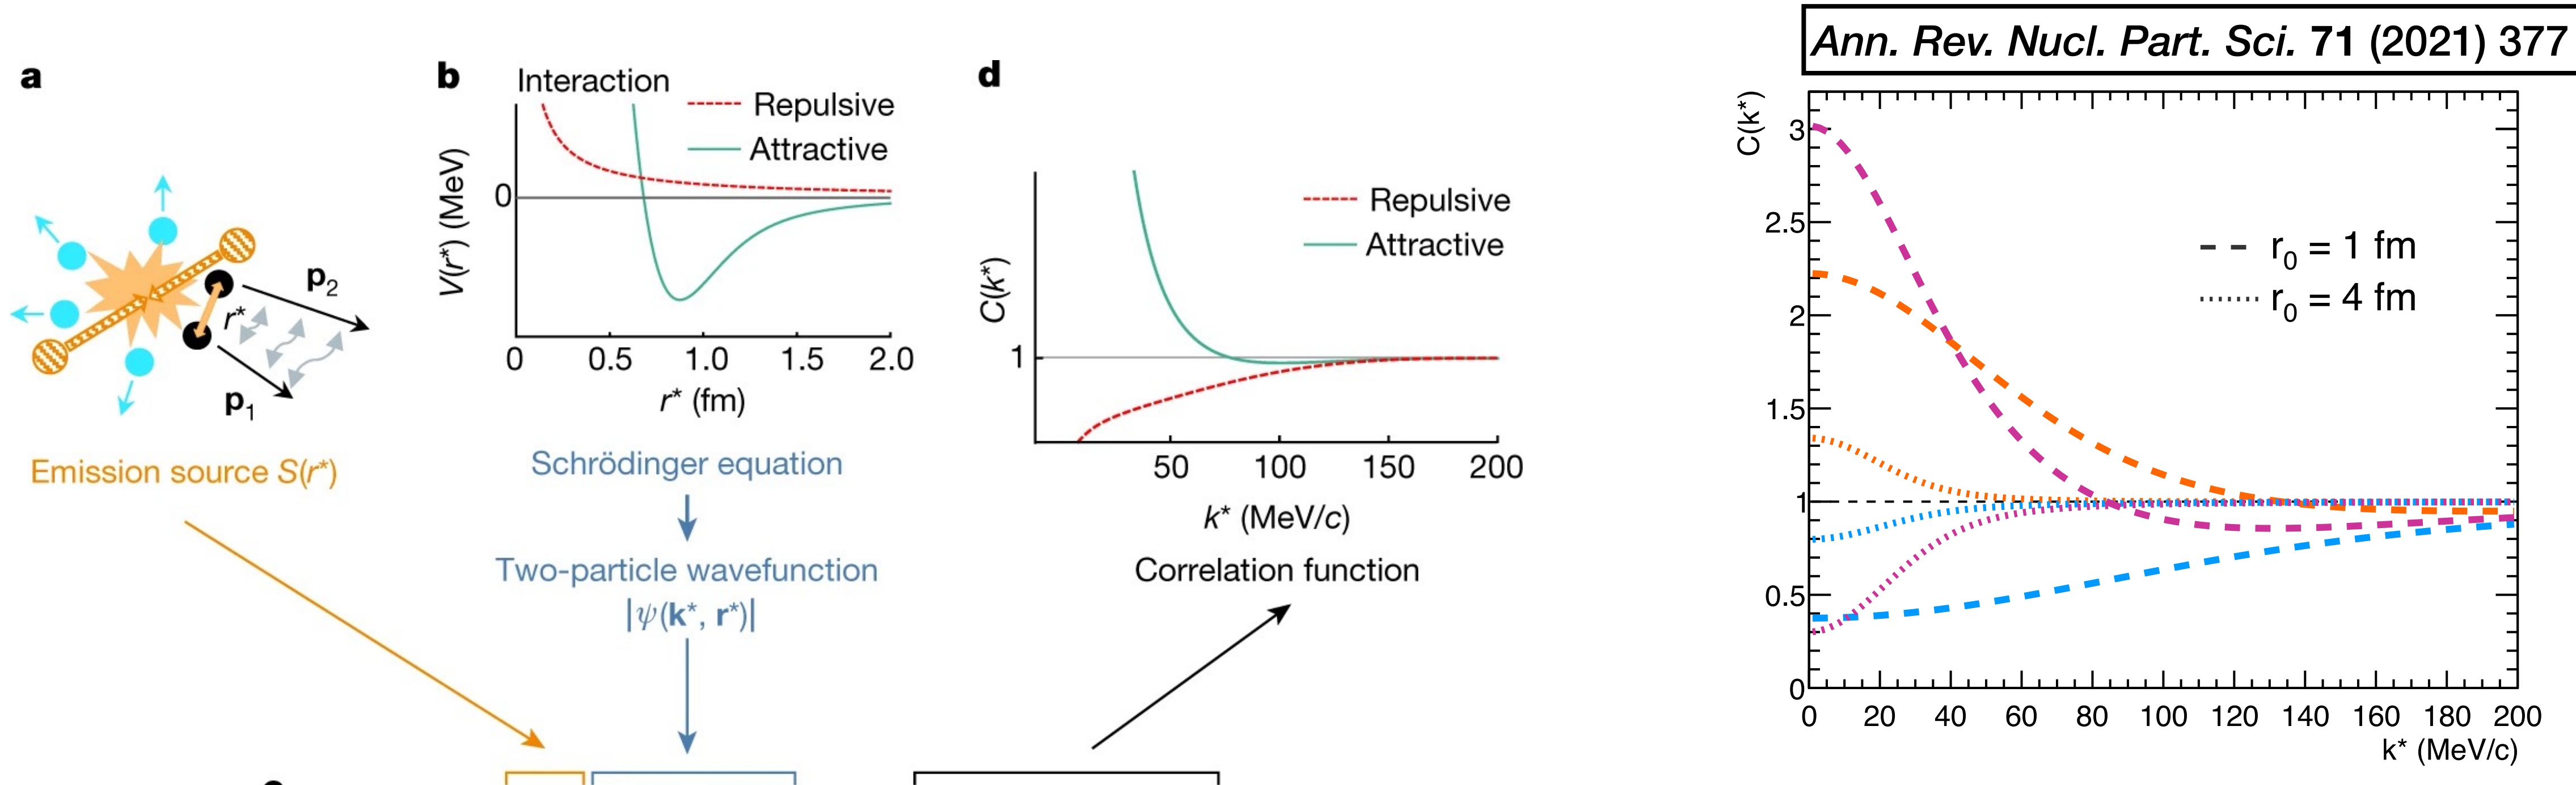 Ann. Rev. Nucl. Part. Sci. 71 (2021) 377
a
p₂
r*
p₁
Emission source S(r*)
b
Interaction
Repulsive
Attractive
V(r*) (MeV)
0
0 0.5 1.0 1.5 2.0
r* (fm)
Schrödinger equation
Two-particle wavefunction
|ψ(k*, r*)|
d
Repulsive
Attractive
C(k*)
1
50 100 150 200
k* (MeV/c)
Correlation function
C(k*)
3
2.5
2
1.5
1
0.5
0
r₀ = 1 fm
r₀ = 4 fm
0 20 40 60 80 100 120 140 160 180 200
k* (MeV/c)